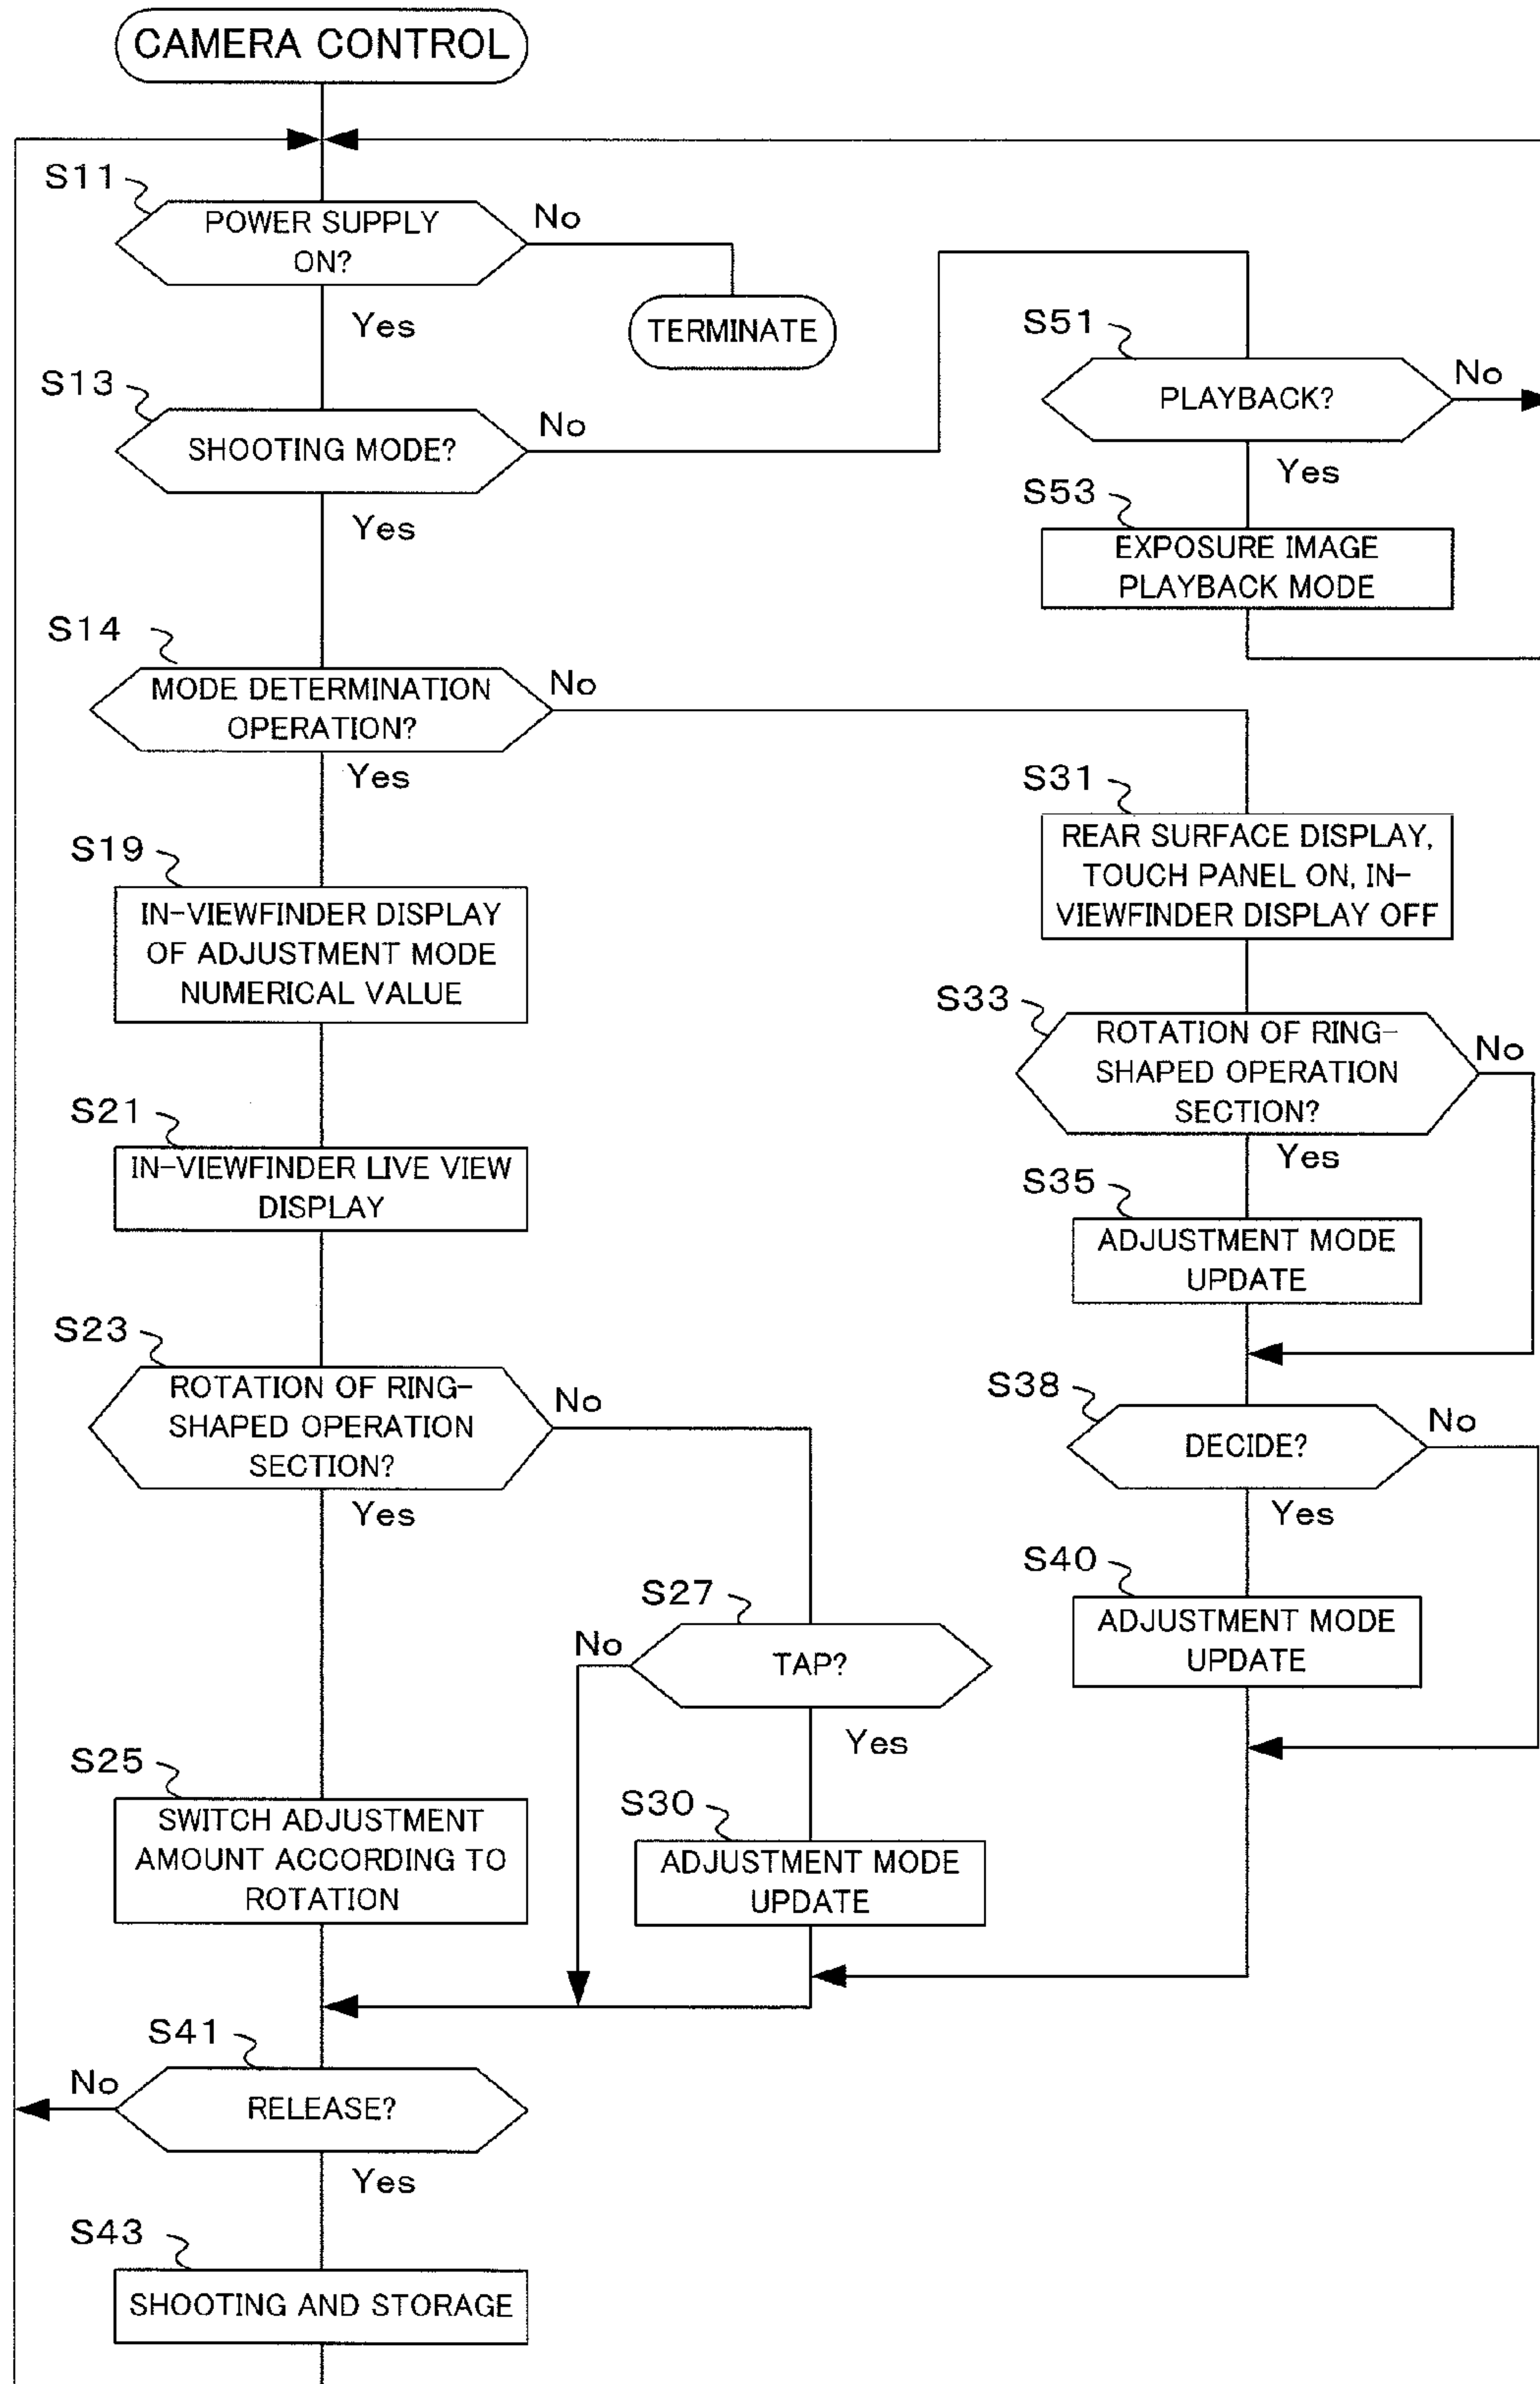 CAMERA CONTROL
S11
POWER SUPPLY
ON?
No
Yes
TERMINATE
S13
SHOOTING MODE?
No
Yes
S51
PLAYBACK?
No
Yes
S53
EXPOSURE IMAGE
PLAYBACK MODE
S14
MODE DETERMINATION
OPERATION?
No
Yes
S19
IN-VIEWFINDER DISPLAY
OF ADJUSTMENT MODE
NUMERICAL VALUE
S21
IN-VIEWFINDER LIVE VIEW
DISPLAY
S23
ROTATION OF RING-
SHAPED OPERATION
SECTION?
No
Yes
S25
SWITCH ADJUSTMENT
AMOUNT ACCORDING TO
ROTATION
S27
TAP?
No
Yes
S30
ADJUSTMENT MODE
UPDATE
S31
REAR SURFACE DISPLAY,
TOUCH PANEL ON, IN-
VIEWFINDER DISPLAY OFF
S33
ROTATION OF RING-
SHAPED OPERATION
SECTION?
No
Yes
S35
ADJUSTMENT MODE
UPDATE
S38
DECIDE?
No
Yes
S40
ADJUSTMENT MODE
UPDATE
S41
RELEASE?
No
Yes
S43
SHOOTING AND STORAGE